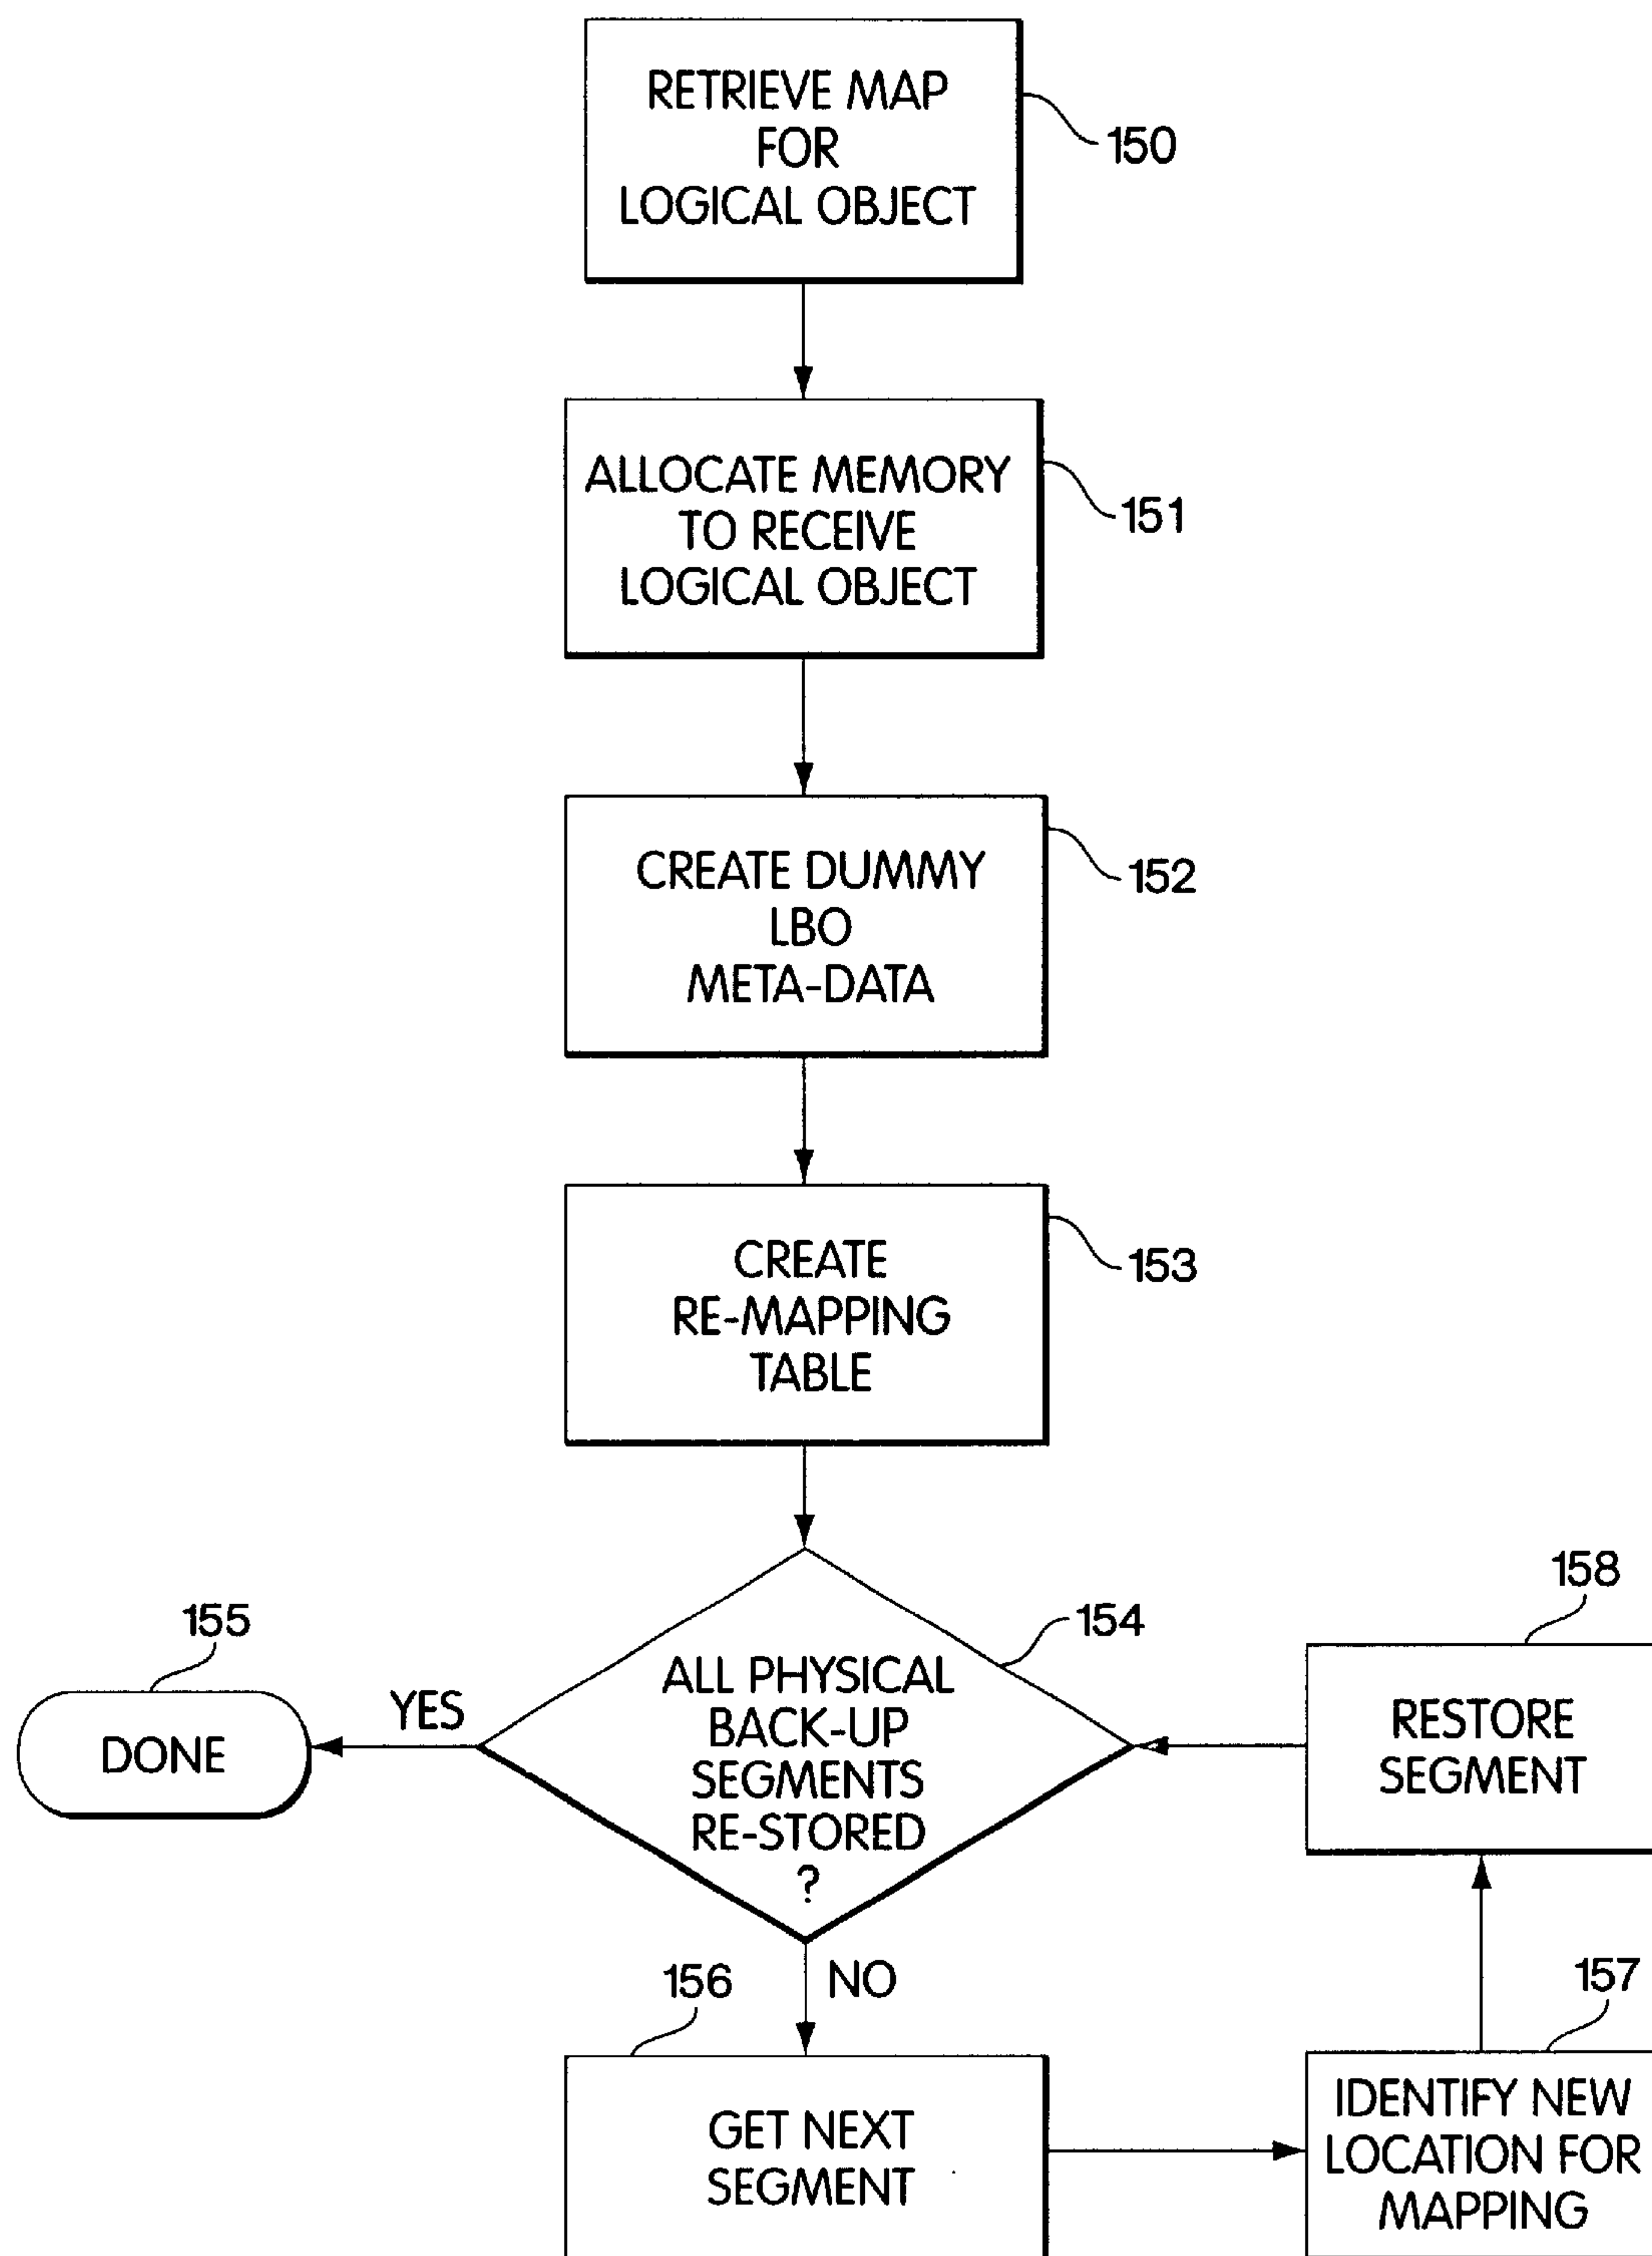 RETRIEVE MAP
FOR
LOGICAL OBJECT
150
ALLOCATE MEMORY
TO RECEIVE
LOGICAL OBJECT
151
CREATE DUMMY
LBO
META-DATA
152
CREATE
RE-MAPPING
TABLE
153
ALL PHYSICAL
BACK-UP
SEGMENTS
RE-STORED
?
154
YES
DONE
155
NO
GET NEXT
SEGMENT
156
IDENTIFY NEW
LOCATION FOR
MAPPING
157
RESTORE
SEGMENT
158